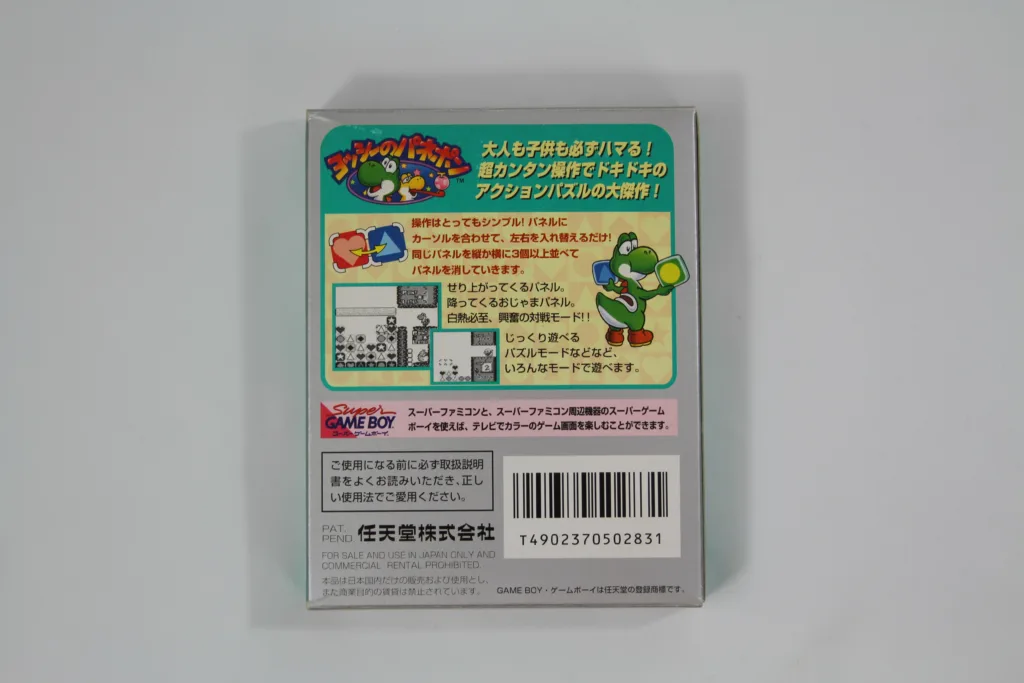 ヨッシーのパネポン
TM
大人も子供も必ずハマる!
超カンタン操作でドキドキの
アクションパズルの大傑作!
操作はとってもシンプル! パネルに
カーソルを合わせて、左右を入れ替えるだけ!
同じパネルを縦か横に3個以上並べて
パネルを消していきます。
せり上がってくるパネル。
降ってくるおじゃまパネル。
白熱必至、興奮の対戦モード!!
じっくり遊べる
パズルモードなどなど、
いろんなモードで遊べます。
Super
GAME BOY
スーパーゲームボーイ
スーパーファミコンと、スーパーファミコン周辺機器のスーパーゲーム
ボーイを使えば、テレビでカラーのゲーム画面を楽しむことができます。
ご使用になる前に必ず取扱説明
書をよくお読みいただき、正し
い使用法でご愛用ください。
PAT.
PEND
任天堂株式会社
FOR SALE AND USE IN JAPAN ONLY AND
COMMERCIAL RENTAL PROHIBITED.
本品は日本国内だけの販売および使用とし、
また商業目的の賃貸は禁止されています。
T4902370502831
GAME BOY・ゲームボーイは任天堂の登録商標です。